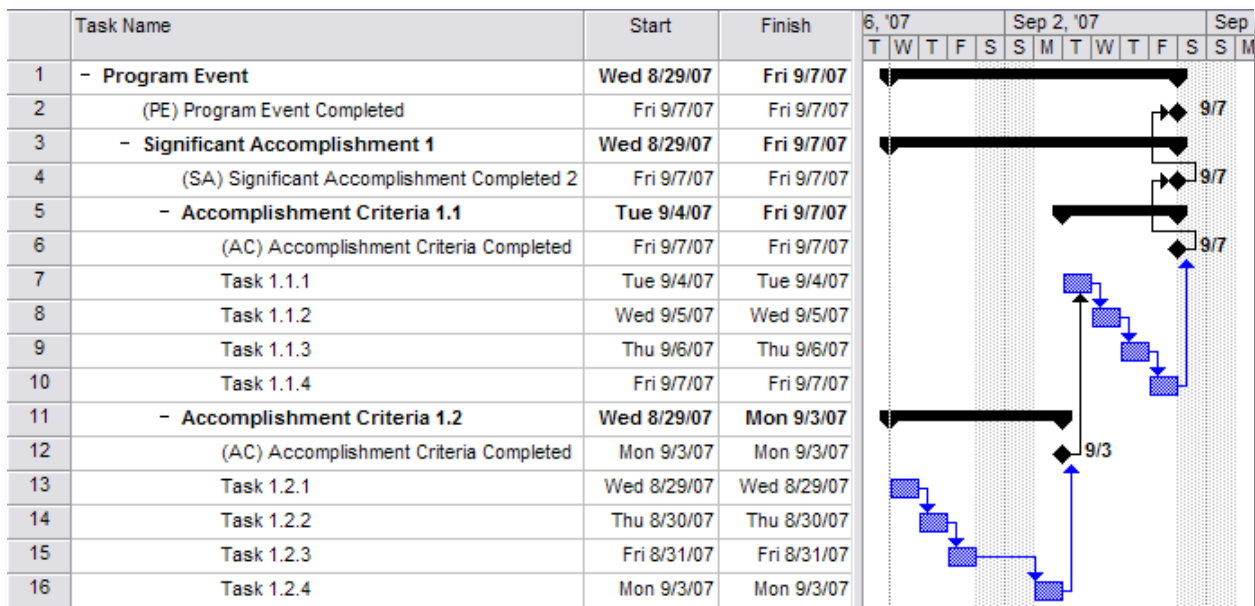 Task Name Start Finish 6, '07 Sep 2, '07 Sep
T W T F S S M T W T F S S M
1 − Program Event Wed 8/29/07 Fri 9/7/07
2 (PE) Program Event Completed Fri 9/7/07 Fri 9/7/07 9/7
3 − Significant Accomplishment 1 Wed 8/29/07 Fri 9/7/07
4 (SA) Significant Accomplishment Completed 2 Fri 9/7/07 Fri 9/7/07 9/7
5 − Accomplishment Criteria 1.1 Tue 9/4/07 Fri 9/7/07
6 (AC) Accomplishment Criteria Completed Fri 9/7/07 Fri 9/7/07 9/7
7 Task 1.1.1 Tue 9/4/07 Tue 9/4/07
8 Task 1.1.2 Wed 9/5/07 Wed 9/5/07
9 Task 1.1.3 Thu 9/6/07 Thu 9/6/07
10 Task 1.1.4 Fri 9/7/07 Fri 9/7/07
11 − Accomplishment Criteria 1.2 Wed 8/29/07 Mon 9/3/07
12 (AC) Accomplishment Criteria Completed Mon 9/3/07 Mon 9/3/07 9/3
13 Task 1.2.1 Wed 8/29/07 Wed 8/29/07
14 Task 1.2.2 Thu 8/30/07 Thu 8/30/07
15 Task 1.2.3 Fri 8/31/07 Fri 8/31/07
16 Task 1.2.4 Mon 9/3/07 Mon 9/3/07